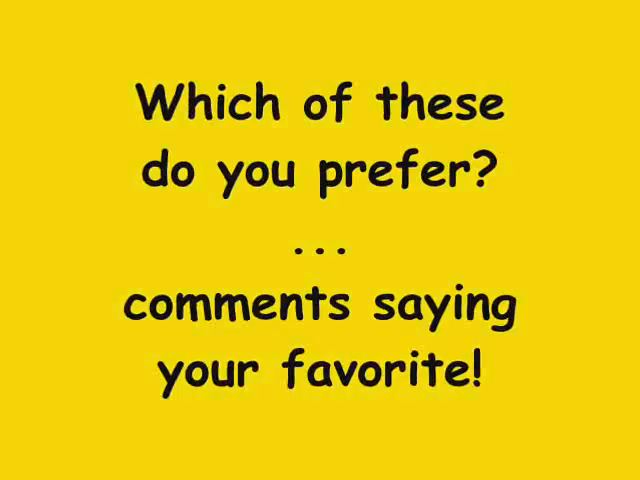 Which of these
do you prefer?
...
comments saying
your favorite!